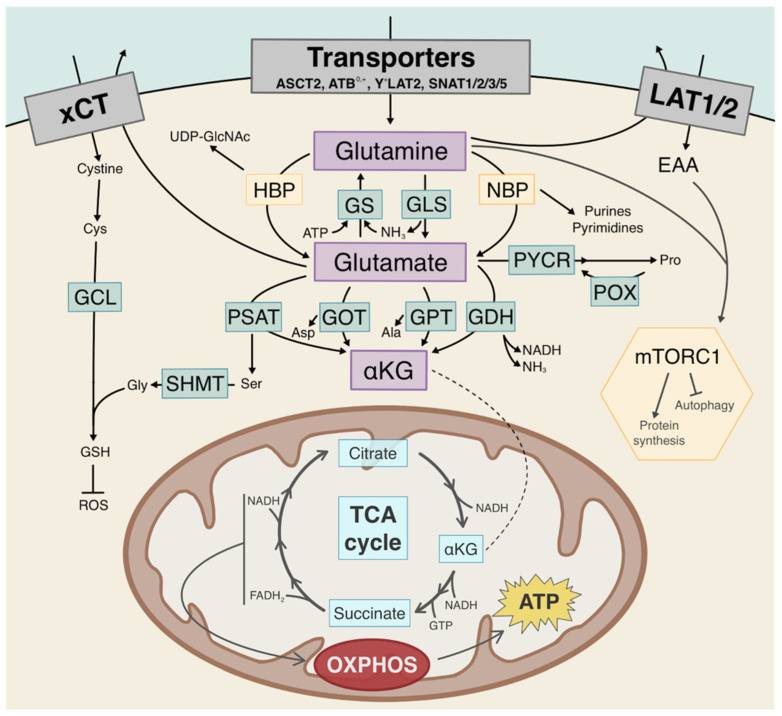 Transporters
ASCT2, ATB⁰,⁺, Y⁺LAT2, SNAT1/2/3/5
xCT
LAT1/2
UDP-GlcNAc
Glutamine
Cystine
EAA
HBP
GS
GLS
NBP
Purines
Pyrimidines
ATP
NH₃
Cys
Glutamate
PYCR
Pro
POX
GCL
PSAT
GOT
GPT
GDH
Asp
Ala
NADH
NH₃
αKG
mTORC1
Autophagy
Protein
synthesis
Gly
SHMT
Ser
GSH
ROS
Citrate
NADH
NADH
TCA
cycle
αKG
FADH₂
Succinate
NADH
GTP
ATP
OXPHOS